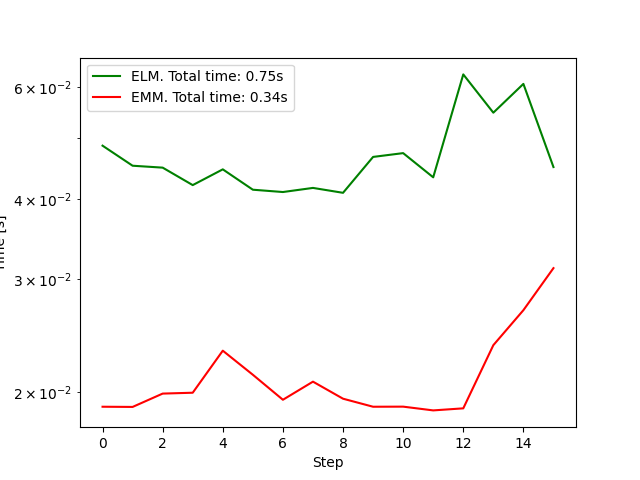 ELM. Total time: 0.75s
EMM. Total time: 0.34s
6 × 10⁻²
4 × 10⁻²
3 × 10⁻²
2 × 10⁻²
[s]
0 2 4 6 8 10 12 14
Step